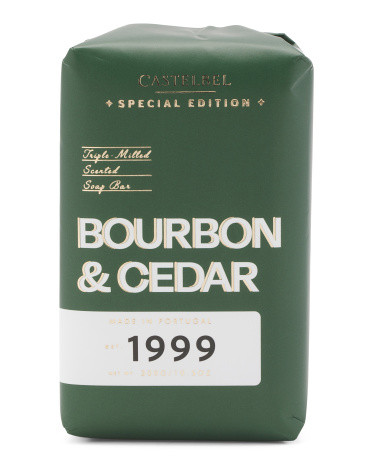 CASTELBEL
SPECIAL EDITION
Triple-Milled
Scented
Soap Bar
BOURBON
& CEDAR
MADE IN PORTUGAL
EST. 1999